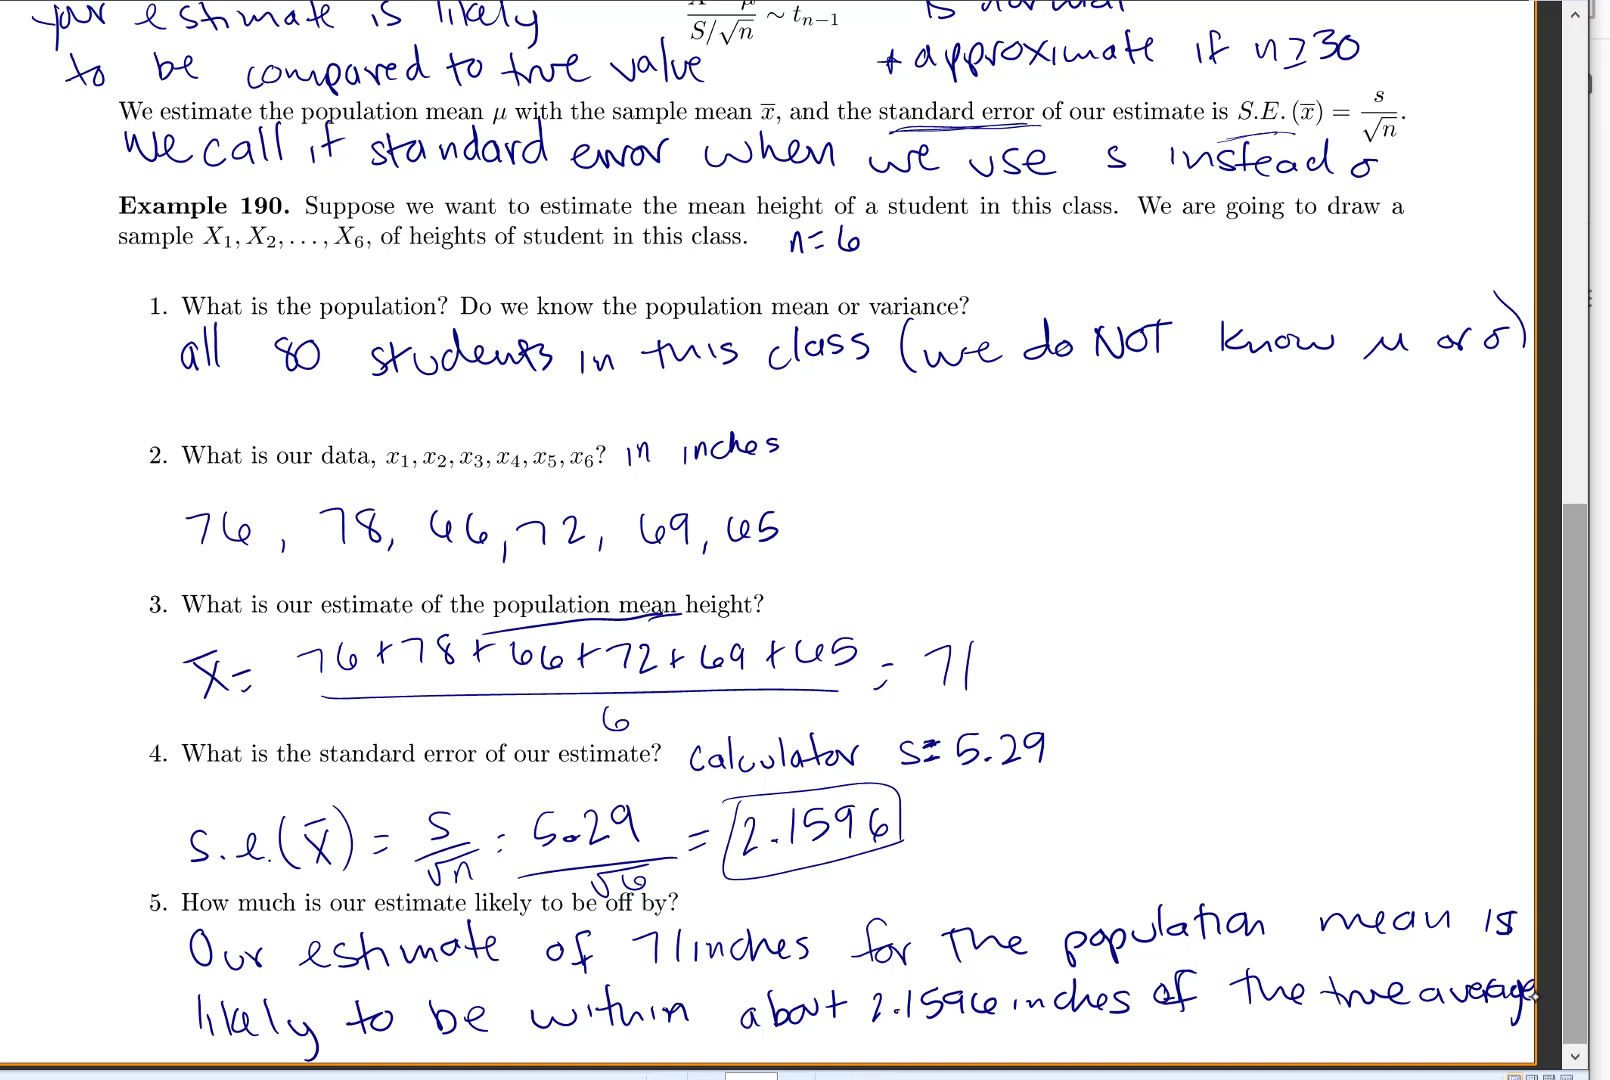 your estimate is likely
to be compared to true value
S/√n ~ tn−1
is normal
+ approximate if n ≥ 30
We estimate the population mean μ with the sample mean x̄, and the standard error of our estimate is S.E.(x̄) = s/√n.
We call it standard error when we use s instead σ
Example 190. Suppose we want to estimate the mean height of a student in this class. We are going to draw a
sample X1, X2, . . . , X6, of heights of student in this class. n = 6
1. What is the population? Do we know the population mean or variance?
all 80 students in this class (we do NOT know μ or σ)
2. What is our data, x1, x2, x3, x4, x5, x6? in inches
76, 78, 66, 72, 69, 65
3. What is our estimate of the population mean height?
x̄ = (76+78+66+72+69+65)/6 = 71
4. What is the standard error of our estimate? calculator s = 5.29
s.e.(x̄) = s/√n = 5.29/√6 = 2.1596
5. How much is our estimate likely to be off by?
Our estimate of 71 inches for the population mean is
likely to be within about 2.1596 inches of the true average